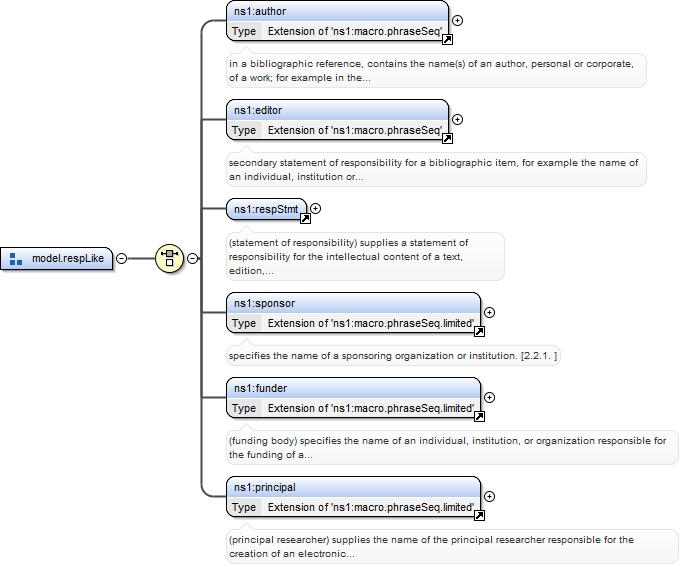 ns1:author
Type Extension of 'ns1:macro.phraseSeq'
in a bibliographic reference, contains the name(s) of an author, personal or corporate,
of a work; for example in the...
ns1:editor
Type Extension of 'ns1:macro.phraseSeq'
secondary statement of responsibility for a bibliographic item, for example the name of
an individual, institution or...
ns1:respStmt
(statement of responsibility) supplies a statement of
responsibility for the intellectual content of a text,
edition,...
model.respLike
ns1:sponsor
Type Extension of 'ns1:macro.phraseSeq.limited'
specifies the name of a sponsoring organization or institution. [2.2.1. ]
ns1:funder
Type Extension of 'ns1:macro.phraseSeq.limited'
(funding body) specifies the name of an individual, institution, or organization responsible for
the funding of a...
ns1:principal
Type Extension of 'ns1:macro.phraseSeq.limited'
(principal researcher) supplies the name of the principal researcher responsible for the
creation of an electronic...